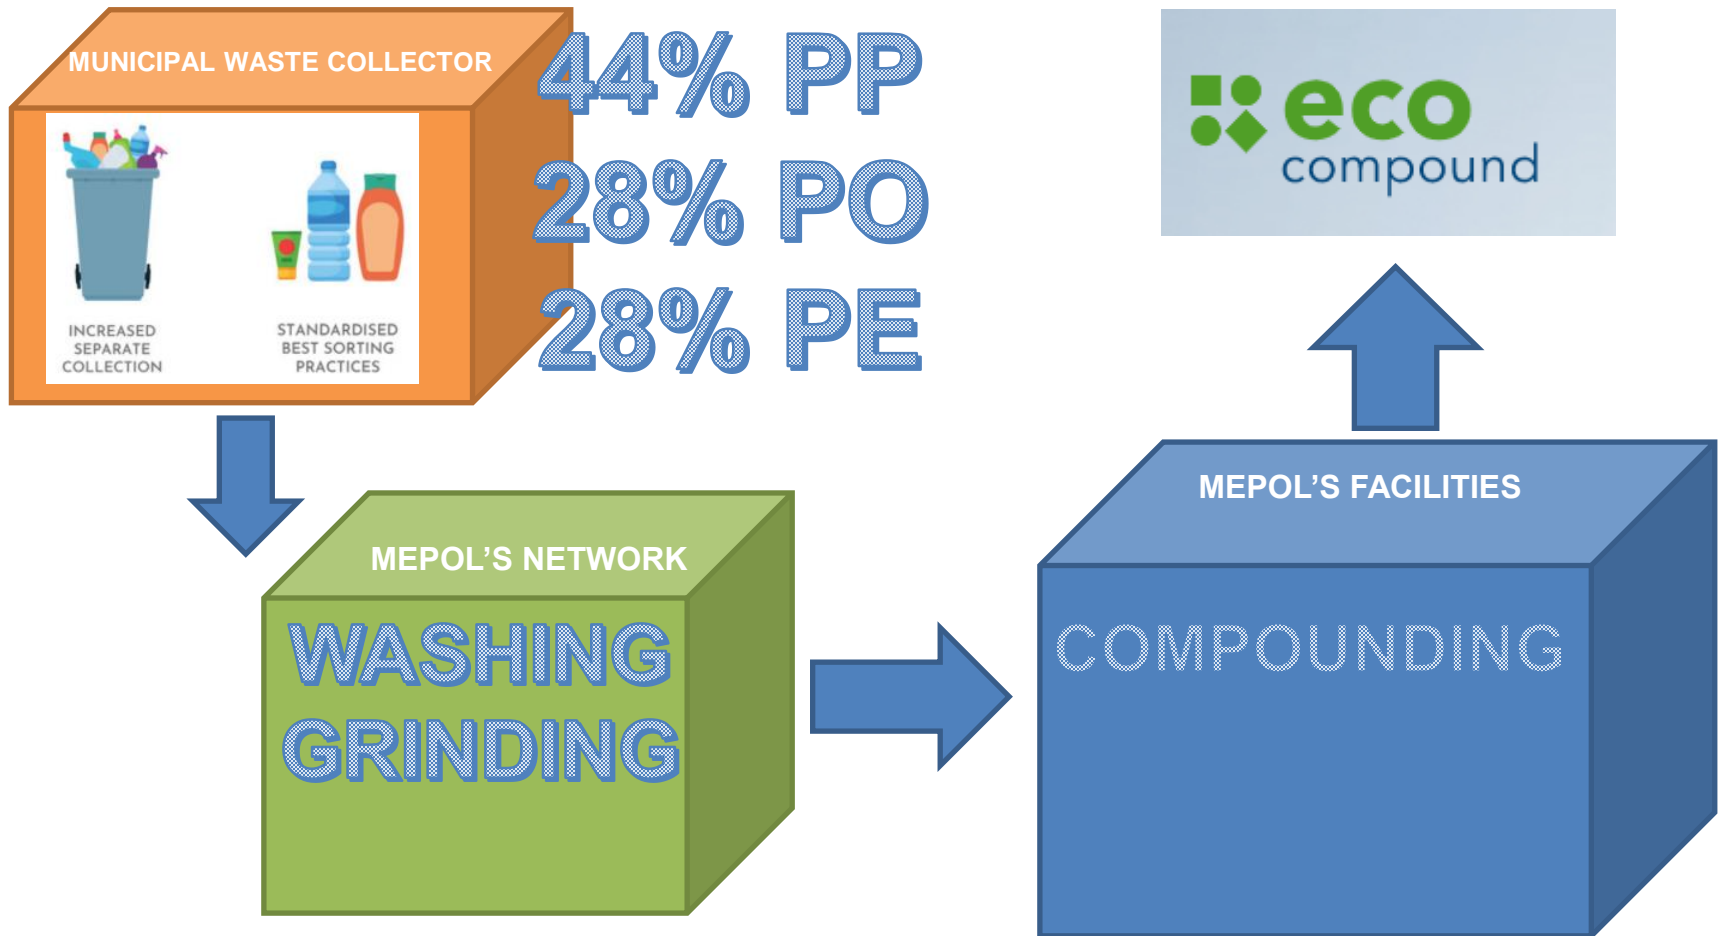 MUNICIPAL WASTE COLLECTOR
INCREASED
SEPARATE
COLLECTION
STANDARDISED
BEST SORTING
PRACTICES
44% PP
28% PO
28% PE
eco
compound
MEPOL'S NETWORK
WASHING
GRINDING
MEPOL'S FACILITIES
COMPOUNDING